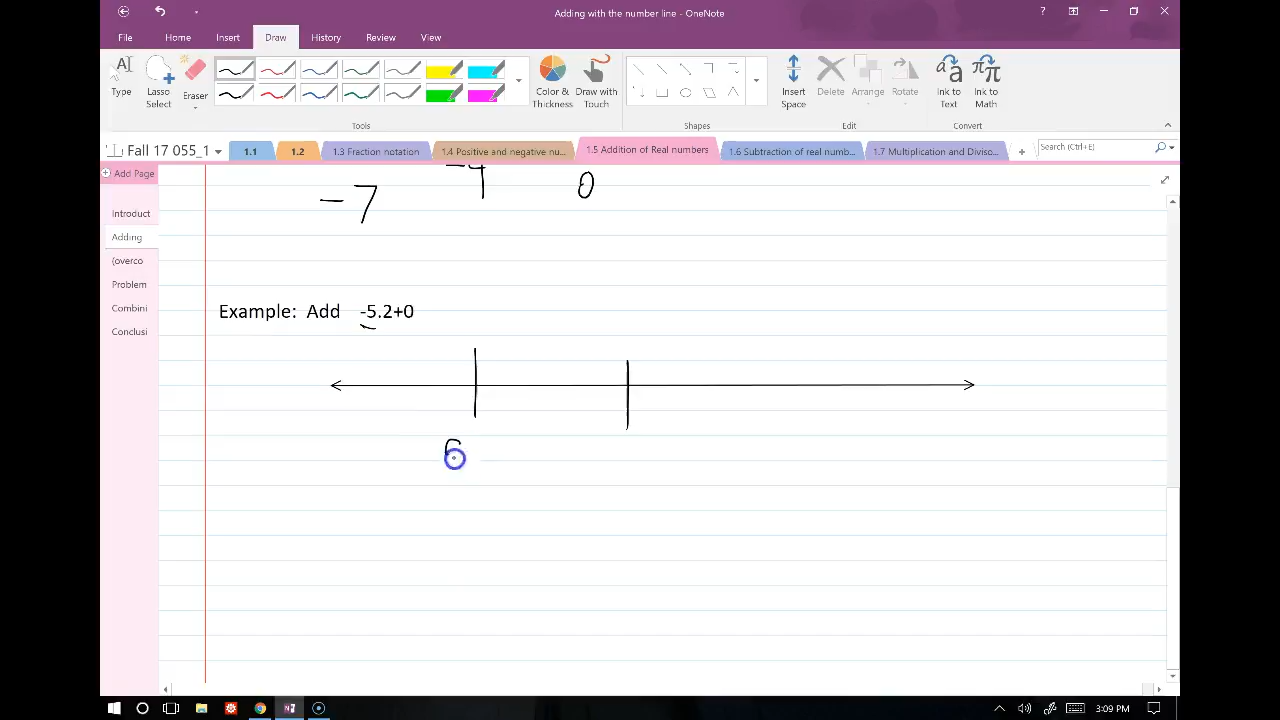 Adding with the number line - OneNote
?
File Home Insert Draw History Review View
Type
Lasso Select
Eraser
Color & Thickness
Draw with Touch
Insert Space
Delete
Arrange
Rotate
Ink to Text
Ink to Math
Tools
Shapes
Edit
Convert
Fall 17 055_1
1.1
1.2
1.3 Fraction notation
1.4 Positive and negative nu...
1.5 Addition of Real numbers
1.6 Subtraction of real numb...
1.7 Multiplication and Diviso...
Search (Ctrl+E)
Add Page
Introduct
Adding
(overco
Problem
Combini
Conclusi
-4
-7
0
Example: Add -5.2+0
3:09 PM